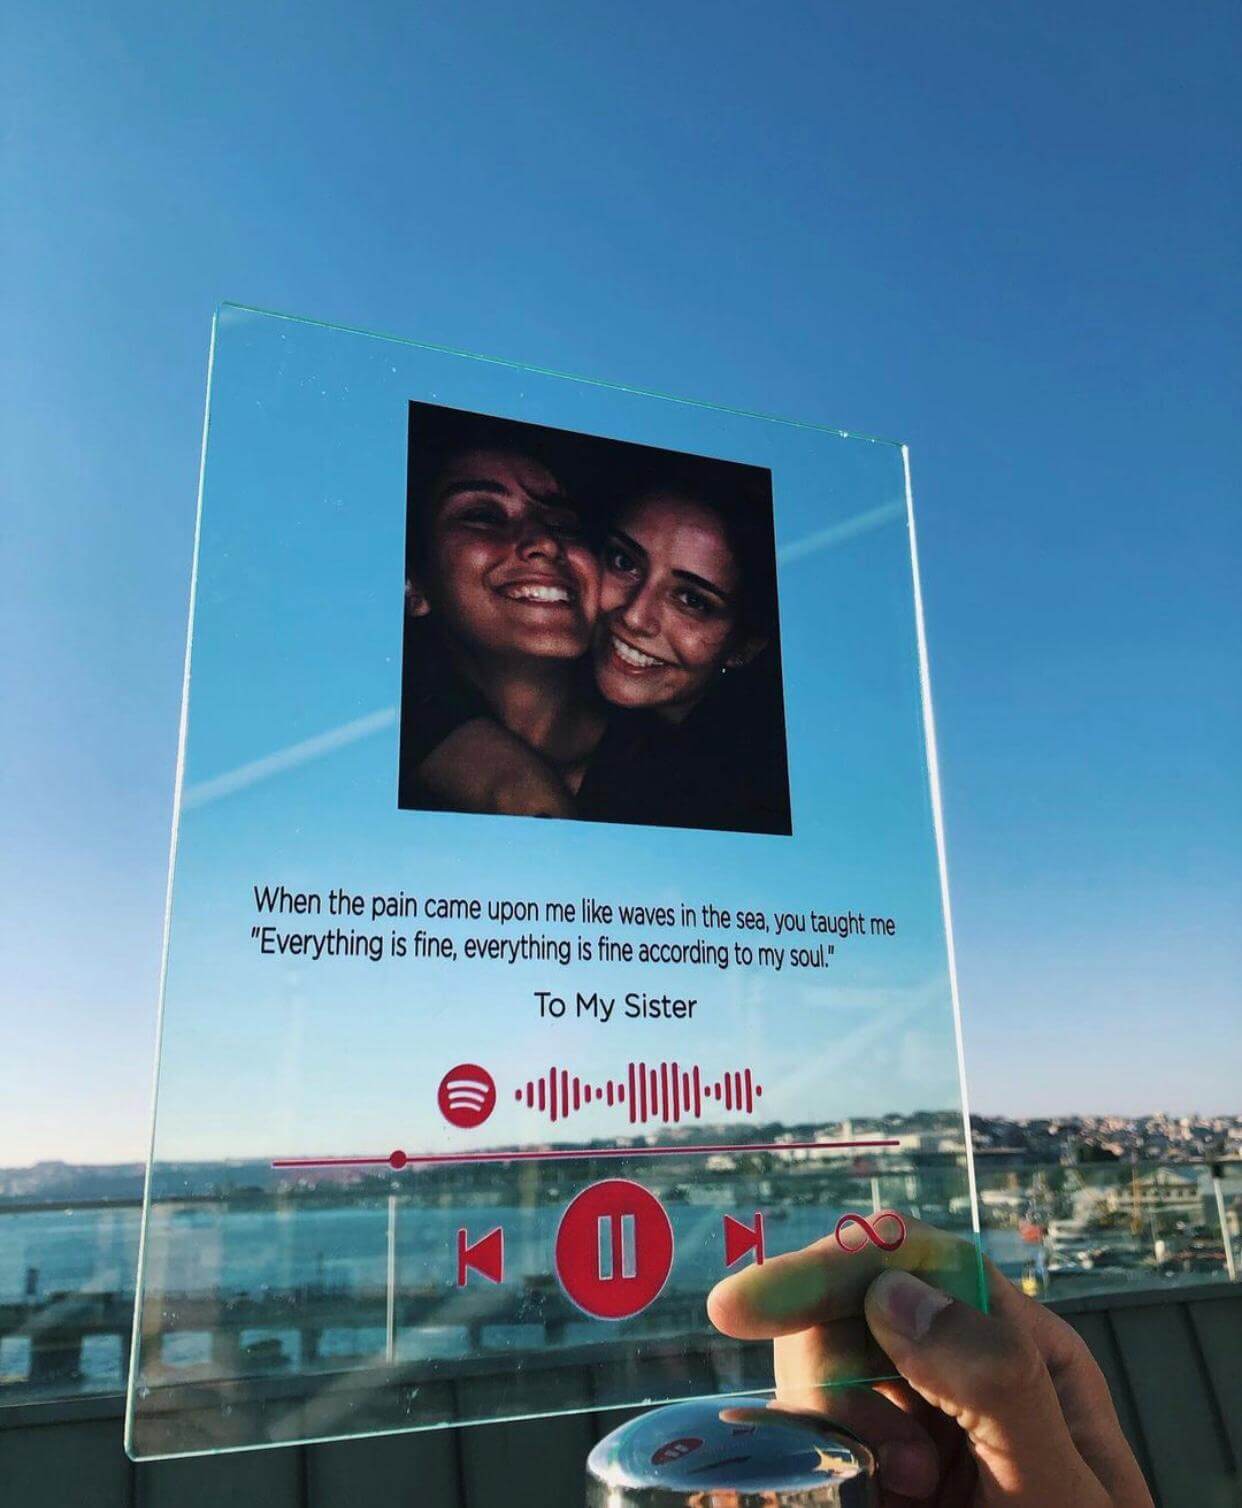 When the pain came upon me like waves in the sea, you taught me
"Everything is fine, everything is fine according to my soul."
To My Sister